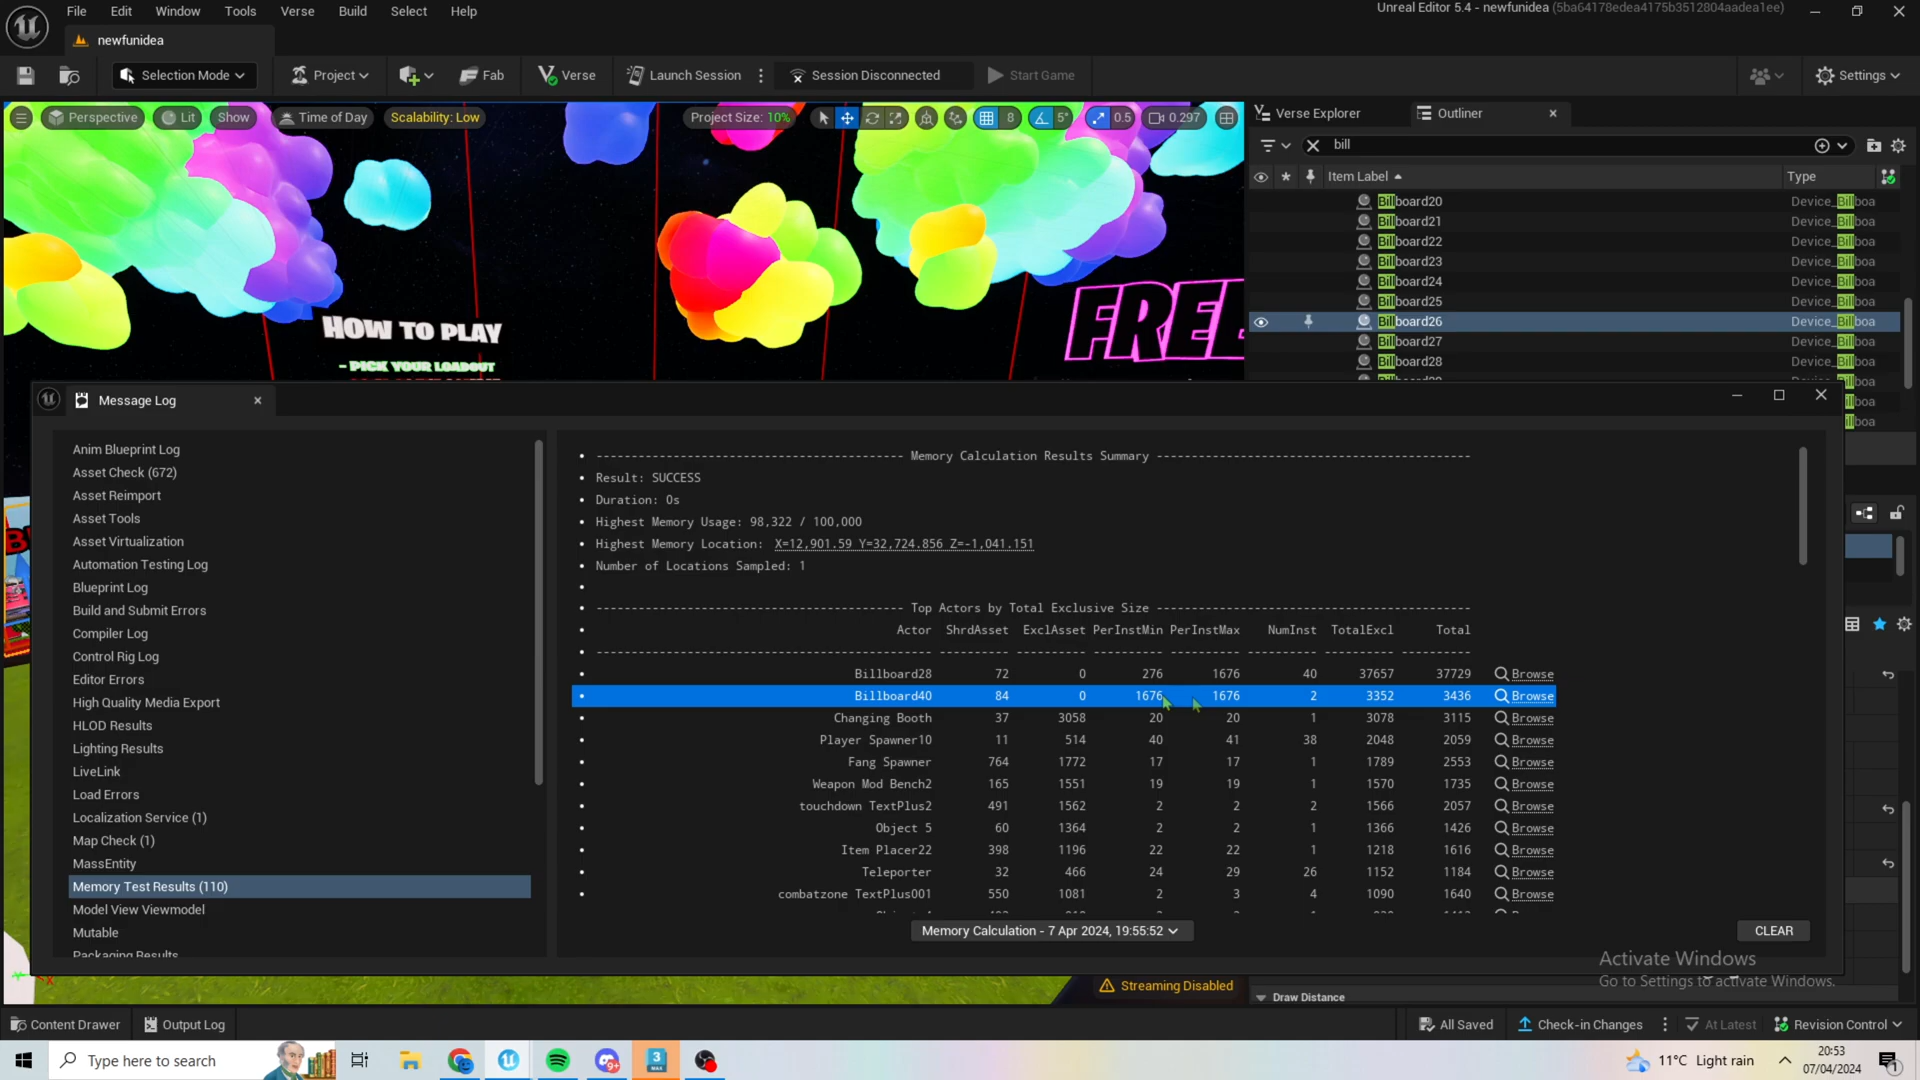 File Edit Window Tools Verse Build Select Help
Unreal Editor 5.4 - newfunidea (5ba64178edea4175b3512804aadea1ee)
newfunidea
Selection Mode
Project
Fab
Verse
Launch Session
Session Disconnected
Start Game
Settings
Perspective Lit Show Time of Day Scalability: Low
Project Size: 10%
8 5° 0.5 0.297
Verse Explorer
Outliner
bill
Item Label Type
Billboard20 Device_Billboa
Billboard21 Device_Billboa
Billboard22 Device_Billboa
Billboard23 Device_Billboa
Billboard24 Device_Billboa
Billboard25 Device_Billboa
Billboard26 Device_Billboa
Billboard27 Device_Billboa
Billboard28 Device_Billboa
HOW TO PLAY
- PICK YOUR LOADOUT
FREE
Message Log
Anim Blueprint Log
Asset Check (672)
Asset Reimport
Asset Tools
Asset Virtualization
Automation Testing Log
Blueprint Log
Build and Submit Errors
Compiler Log
Control Rig Log
Editor Errors
High Quality Media Export
HLOD Results
Lighting Results
LiveLink
Load Errors
Localization Service (1)
Map Check (1)
MassEntity
Memory Test Results (110)
Model View Viewmodel
Mutable
Packaging Results
Memory Calculation Results Summary
Result: SUCCESS
Duration: 0s
Highest Memory Usage: 98,322 / 100,000
Highest Memory Location: X=12,901.59 Y=32,724.856 Z=-1,041.151
Number of Locations Sampled: 1
Top Actors by Total Exclusive Size
Actor ShrdAsset ExclAsset PerInstMin PerInstMax NumInst TotalExcl Total
Billboard28 72 0 276 1676 40 37657 37729 Browse
Billboard40 84 0 1676 1676 2 3352 3436 Browse
Changing Booth 37 3058 20 20 1 3078 3115 Browse
Player Spawner10 11 514 40 41 38 2048 2059 Browse
Fang Spawner 764 1772 17 17 1 1789 2553 Browse
Weapon Mod Bench2 165 1551 19 19 1 1570 1735 Browse
touchdown TextPlus2 491 1562 2 2 2 1566 2057 Browse
Object 5 60 1364 2 2 1 1366 1426 Browse
Item Placer22 398 1196 22 22 1 1218 1616 Browse
Teleporter 32 466 24 29 26 1152 1184 Browse
combatzone TextPlus001 550 1081 2 3 4 1090 1640 Browse
Memory Calculation - 7 Apr 2024, 19:55:52
CLEAR
Activate Windows
Go to Settings to activate Windows.
Streaming Disabled
Draw Distance
Content Drawer
Output Log
All Saved
Check-in Changes
At Latest
Revision Control
Type here to search
11°C Light rain
20:53
07/04/2024